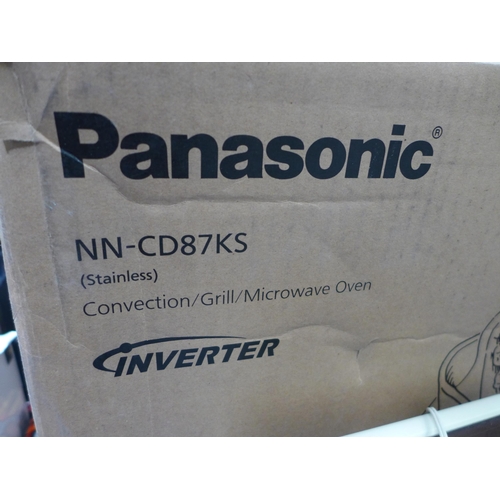 Panasonic®
NN-CD87KS
(Stainless)
Convection/Grill/Microwave Oven
INVERTER